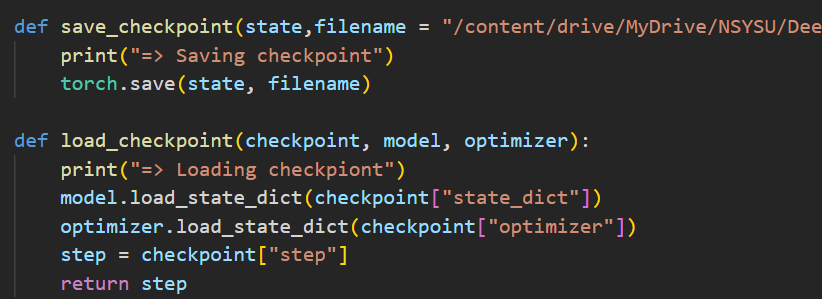 def save_checkpoint(state,filename = "/content/drive/MyDrive/NSYSU/Dee
    print("=> Saving checkpoint")
    torch.save(state, filename)
def load_checkpoint(checkpoint, model, optimizer):
    print("=> Loading checkpiont")
    model.load_state_dict(checkpoint["state_dict"])
    optimizer.load_state_dict(checkpoint["optimizer"])
    step = checkpoint["step"]
    return step